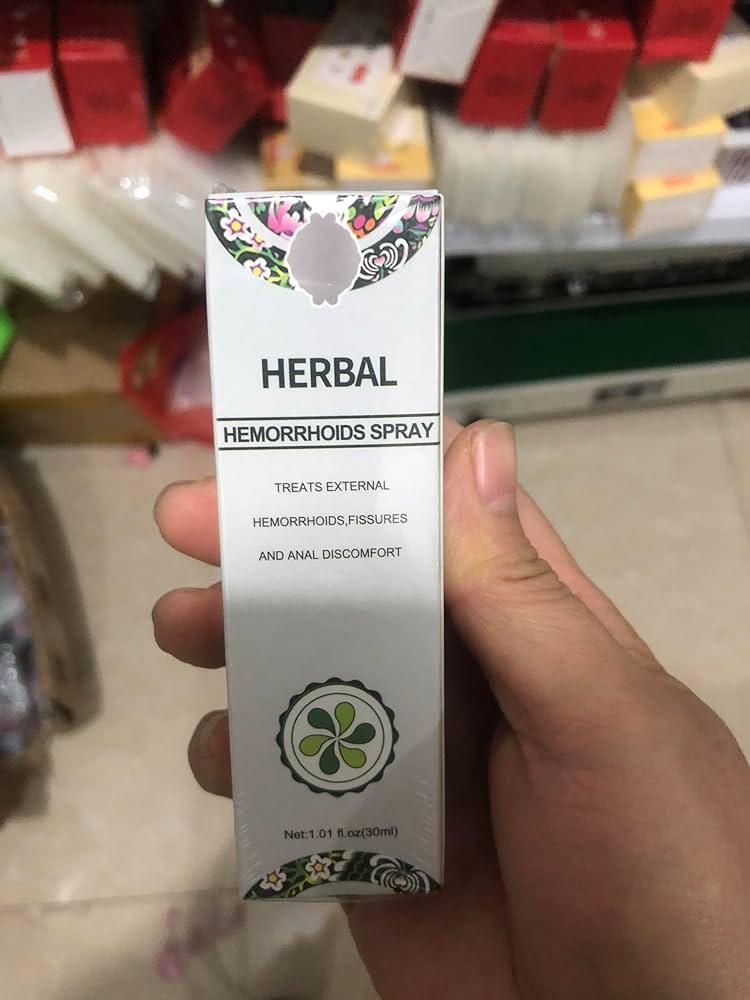 HERBAL
HEMORRHOIDS SPRAY
TREATS EXTERNAL
HEMORRHOIDS,FISSURES
AND ANAL DISCOMFORT
Net:1.01 fl.oz(30ml)